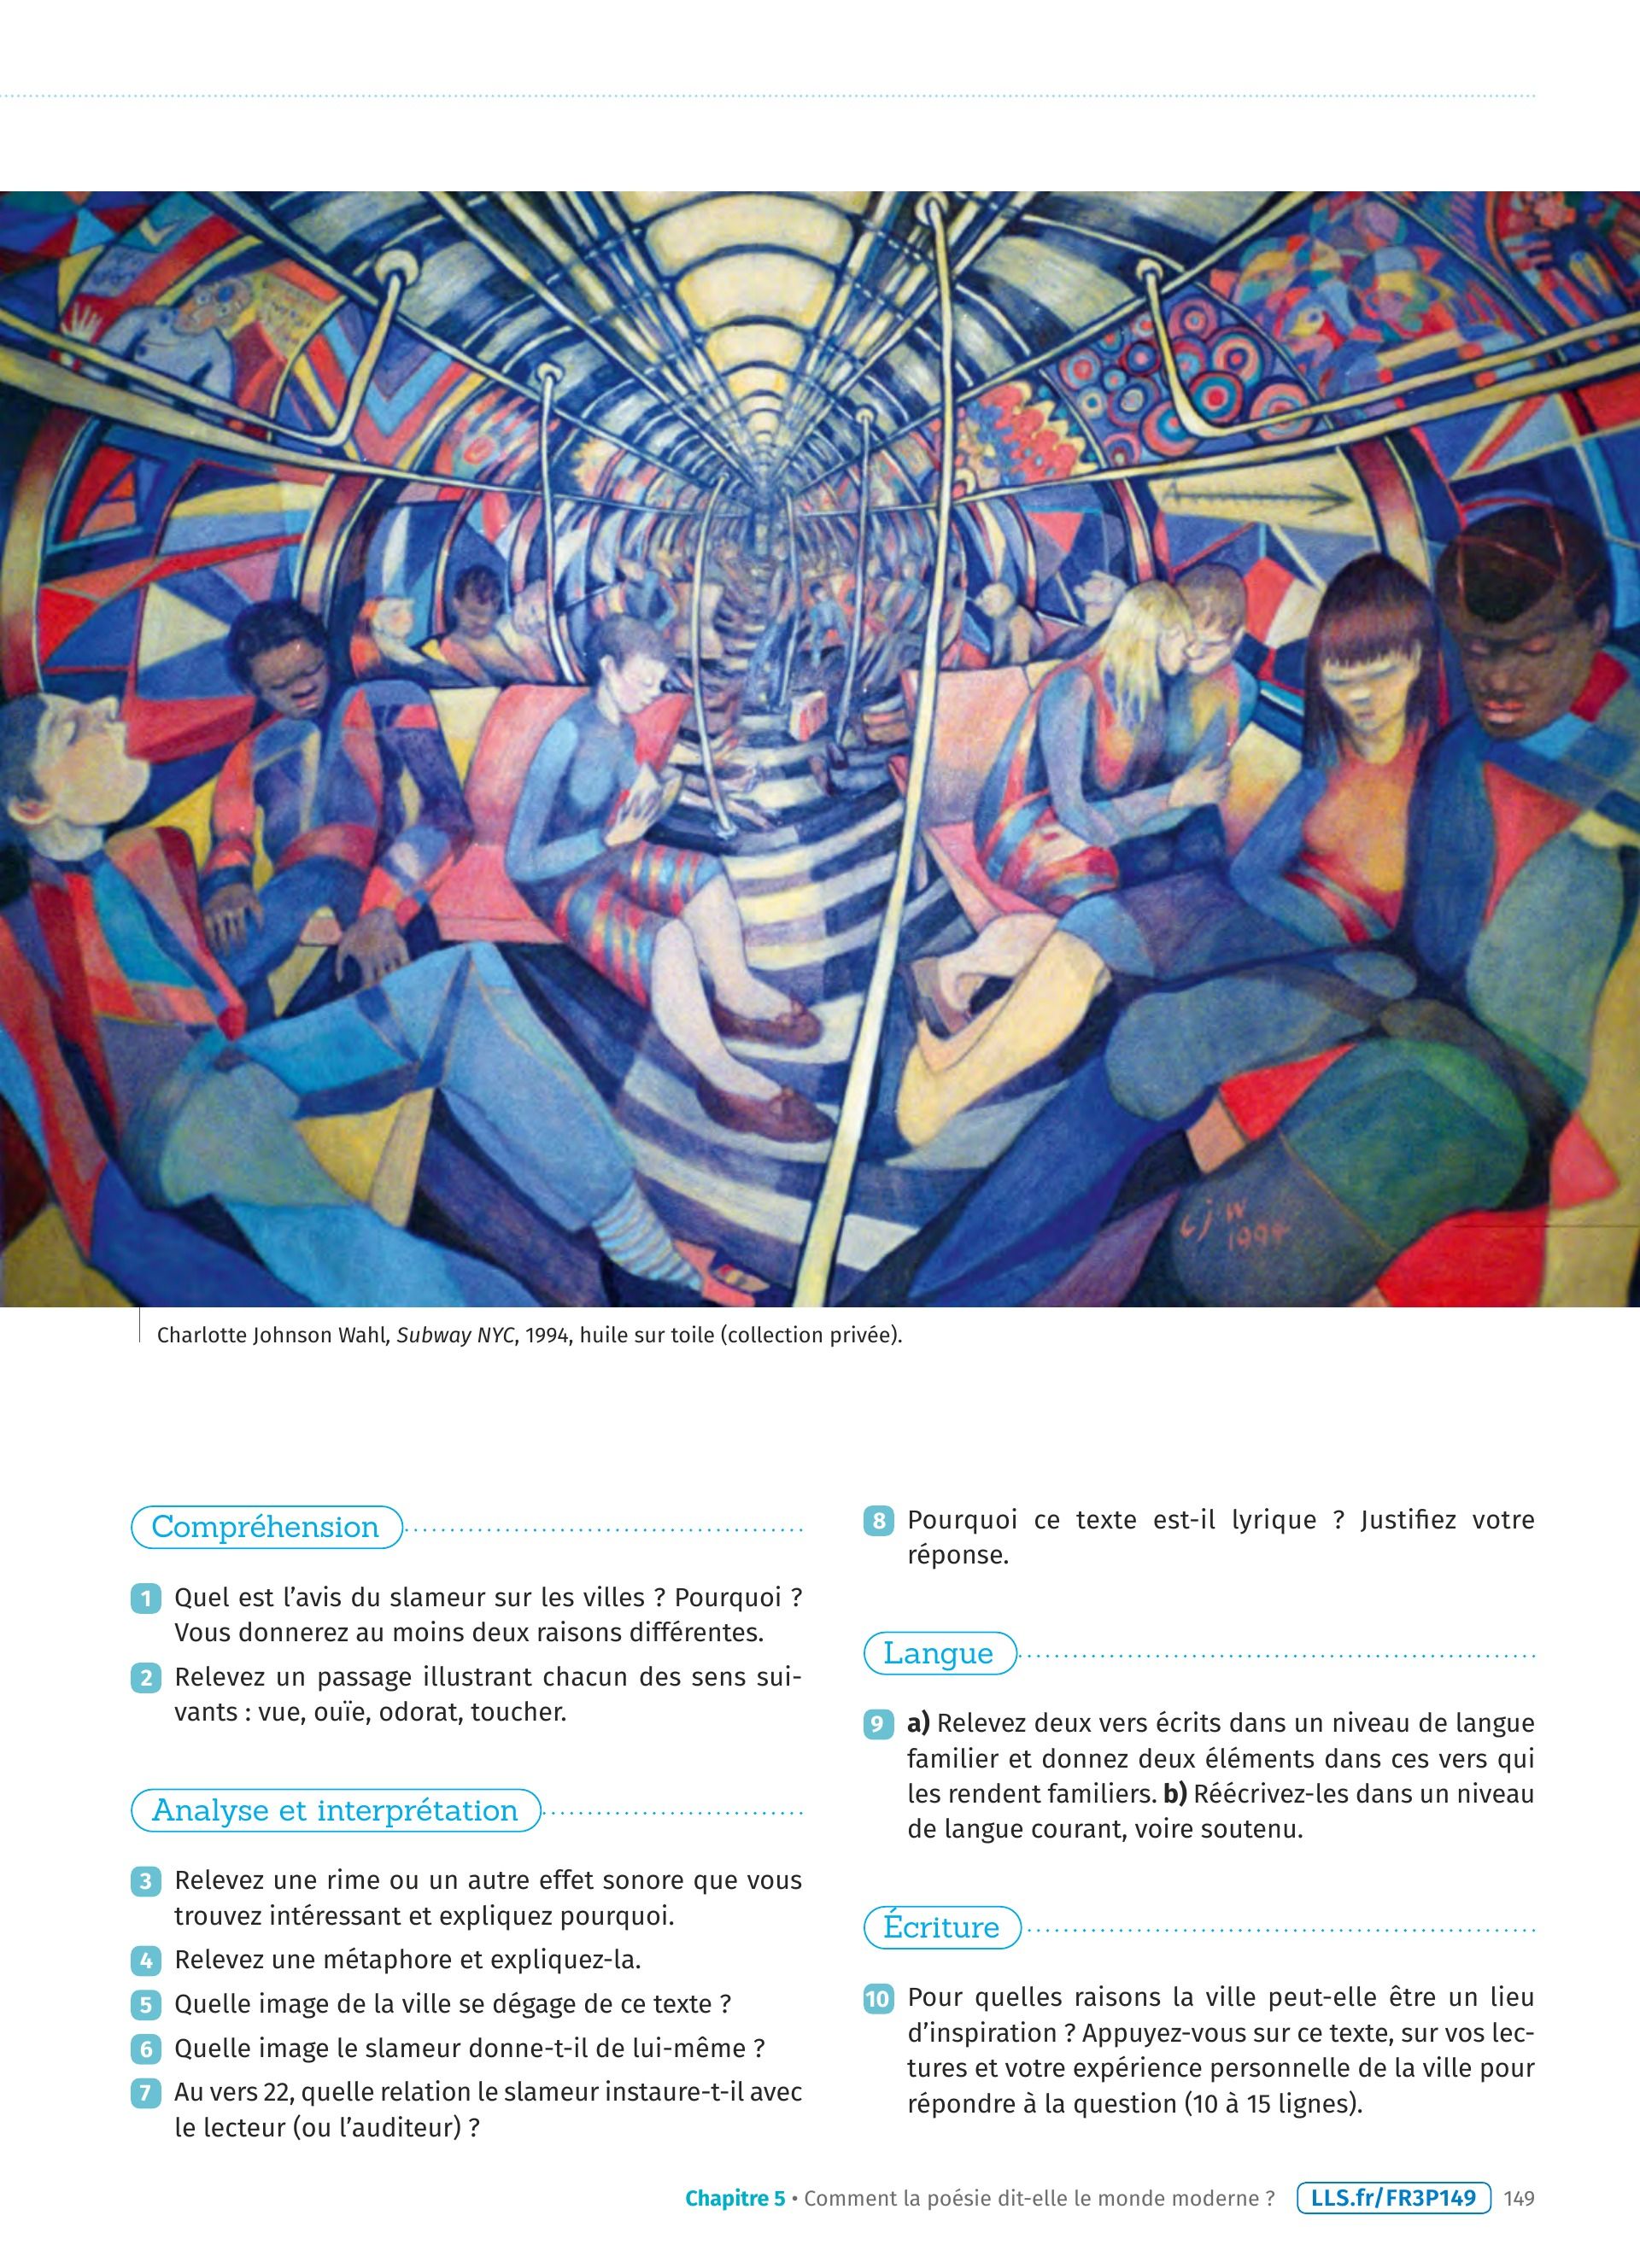 c j w
1994
Charlotte Johnson Wahl, Subway NYC, 1994, huile sur toile (collection privée).
Compréhension
1 Quel est l’avis du slameur sur les villes ? Pourquoi ?
Vous donnerez au moins deux raisons différentes.
2 Relevez un passage illustrant chacun des sens sui-
vants : vue, ouïe, odorat, toucher.
Analyse et interprétation
3 Relevez une rime ou un autre effet sonore que vous
trouvez intéressant et expliquez pourquoi.
4 Relevez une métaphore et expliquez-la.
5 Quelle image de la ville se dégage de ce texte ?
6 Quelle image le slameur donne-t-il de lui-même ?
7 Au vers 22, quelle relation le slameur instaure-t-il avec
le lecteur (ou l’auditeur) ?
8 Pourquoi ce texte est-il lyrique ? Justifiez votre
réponse.
Langue
9 a) Relevez deux vers écrits dans un niveau de langue
familier et donnez deux éléments dans ces vers qui
les rendent familiers. b) Réécrivez-les dans un niveau
de langue courant, voire soutenu.
Écriture
10 Pour quelles raisons la ville peut-elle être un lieu
d’inspiration ? Appuyez-vous sur ce texte, sur vos lec-
tures et votre expérience personnelle de la ville pour
répondre à la question (10 à 15 lignes).
Chapitre 5 • Comment la poésie dit-elle le monde moderne ? LLS.fr/FR3P149 149